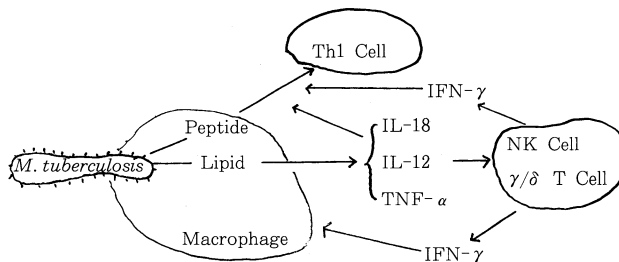 Th1 Cell
IFN-γ
Peptide
IL-18
M. tuberculosis
Lipid
IL-12
NK Cell
γ/δ T Cell
TNF-α
Macrophage
IFN-γ